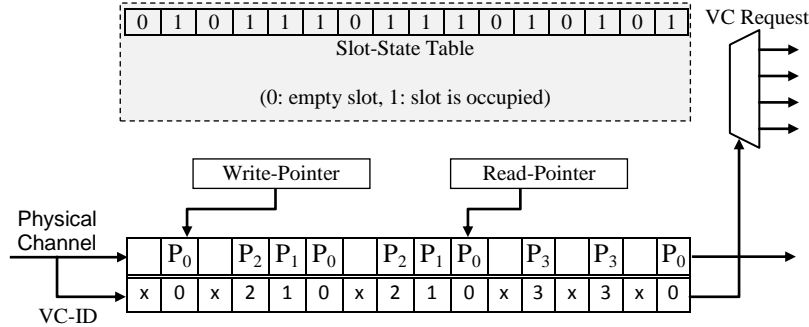 0 1 0 1 1 1 0 1 1 1 0 1 0 1 0 1
VC Request
Slot-State Table
(0: empty slot, 1: slot is occupied)
Write-Pointer
Read-Pointer
Physical
Channel
P0 P2 P1 P0 P2 P1 P0 P3 P3 P0
x 0 x 2 1 0 x 2 1 0 x 3 x 3 x 0
VC-ID